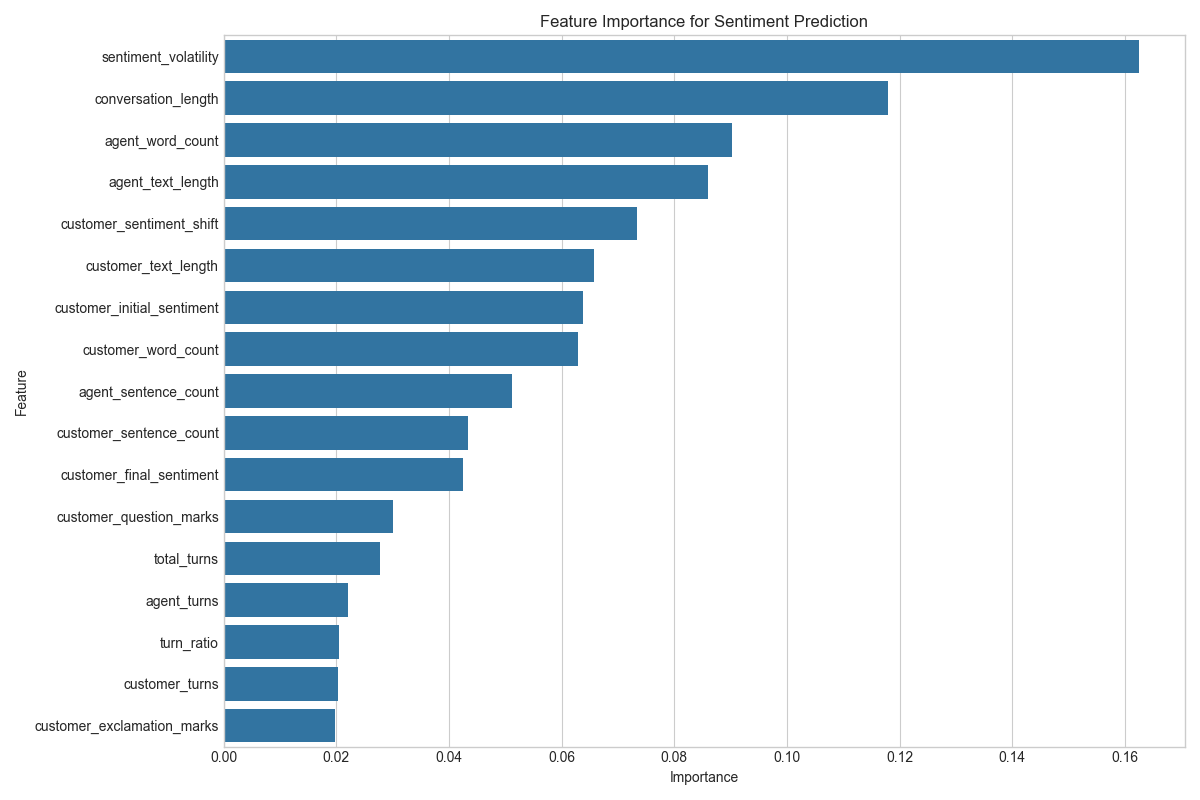 Feature Importance for Sentiment Prediction
sentiment_volatility
conversation_length
agent_word_count
agent_text_length
customer_sentiment_shift
customer_text_length
customer_initial_sentiment
customer_word_count
agent_sentence_count
customer_sentence_count
customer_final_sentiment
customer_question_marks
total_turns
agent_turns
turn_ratio
customer_turns
customer_exclamation_marks
Feature
0.00 0.02 0.04 0.06 0.08 0.10 0.12 0.14 0.16
Importance